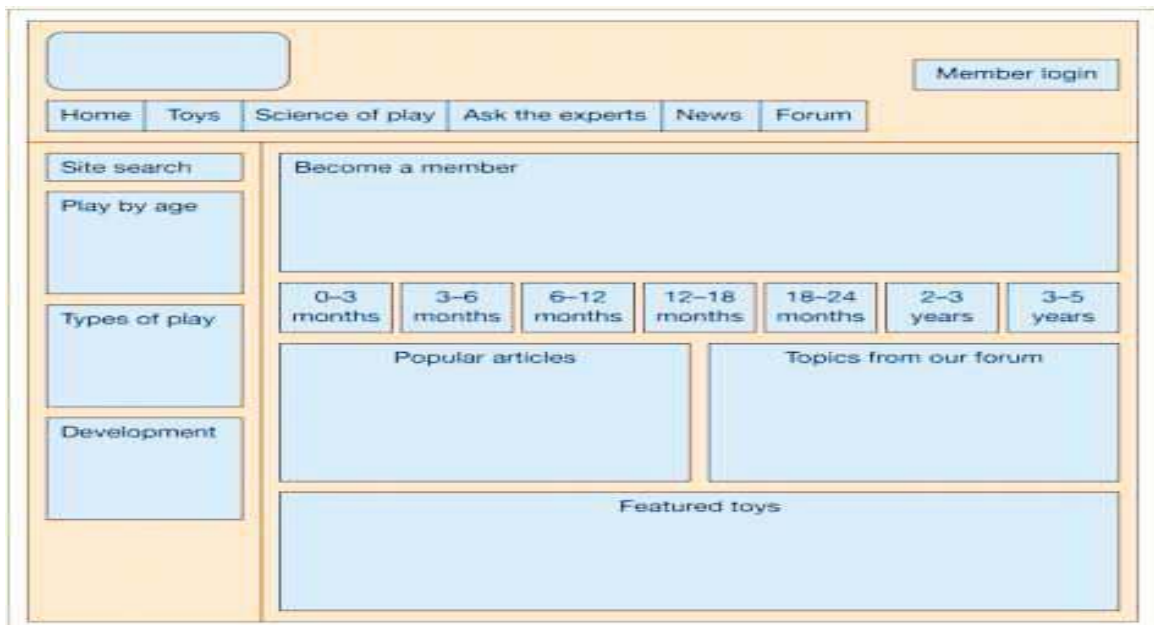 Member login
Home
Toys
Science of play
Ask the experts
News
Forum
Site search
Play by age
Types of play
Development
Become a member
0–3
months
3–6
months
6–12
months
12–18
months
18–24
months
2–3
years
3–5
years
Popular articles
Topics from our forum
Featured toys